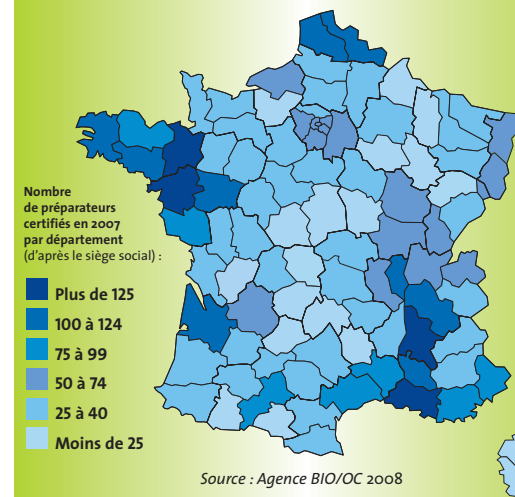 Nombre
de préparateurs
certifiés en 2007
par département
(d'après le siège social) :
Plus de 125
100 à 124
75 à 99
50 à 74
25 à 40
Moins de 25
Source : Agence BIO/OC 2008